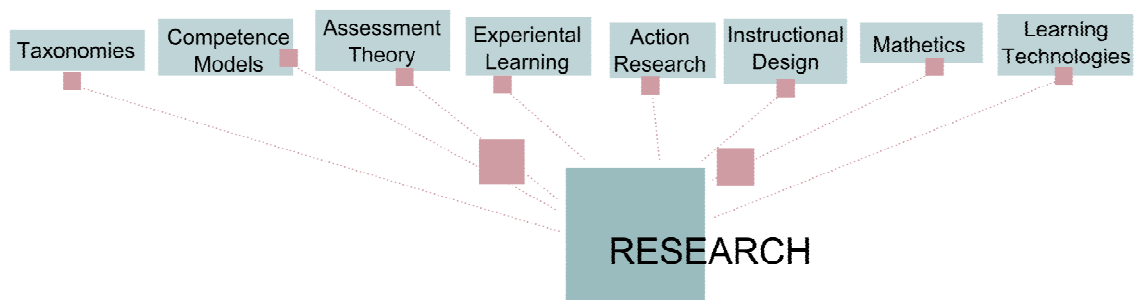 Taxonomies
Competence
Models
Assessment
Theory
Experiental
Learning
Action
Research
Instructional
Design
Mathetics
Learning
Technologies
RESEARCH